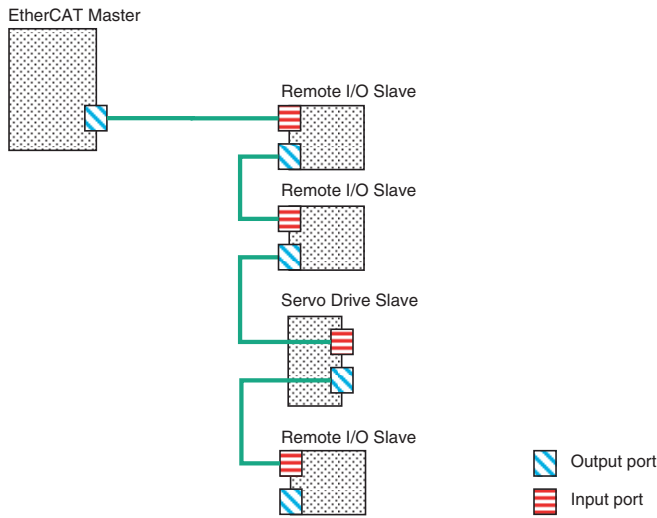 EtherCAT Master
Remote I/O Slave
Remote I/O Slave
Servo Drive Slave
Remote I/O Slave
Output port
Input port